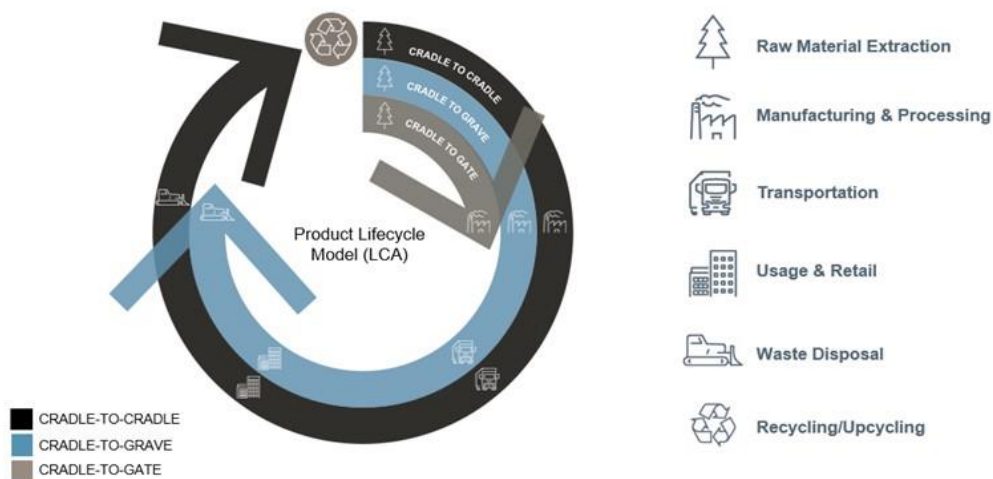 CRADLE TO CRADLE
CRADLE TO GRAVE
CRADLE TO GATE
Product Lifecycle
Model (LCA)
CRADLE-TO-CRADLE
CRADLE-TO-GRAVE
CRADLE-TO-GATE
Raw Material Extraction
Manufacturing & Processing
Transportation
Usage & Retail
Waste Disposal
Recycling/Upcycling